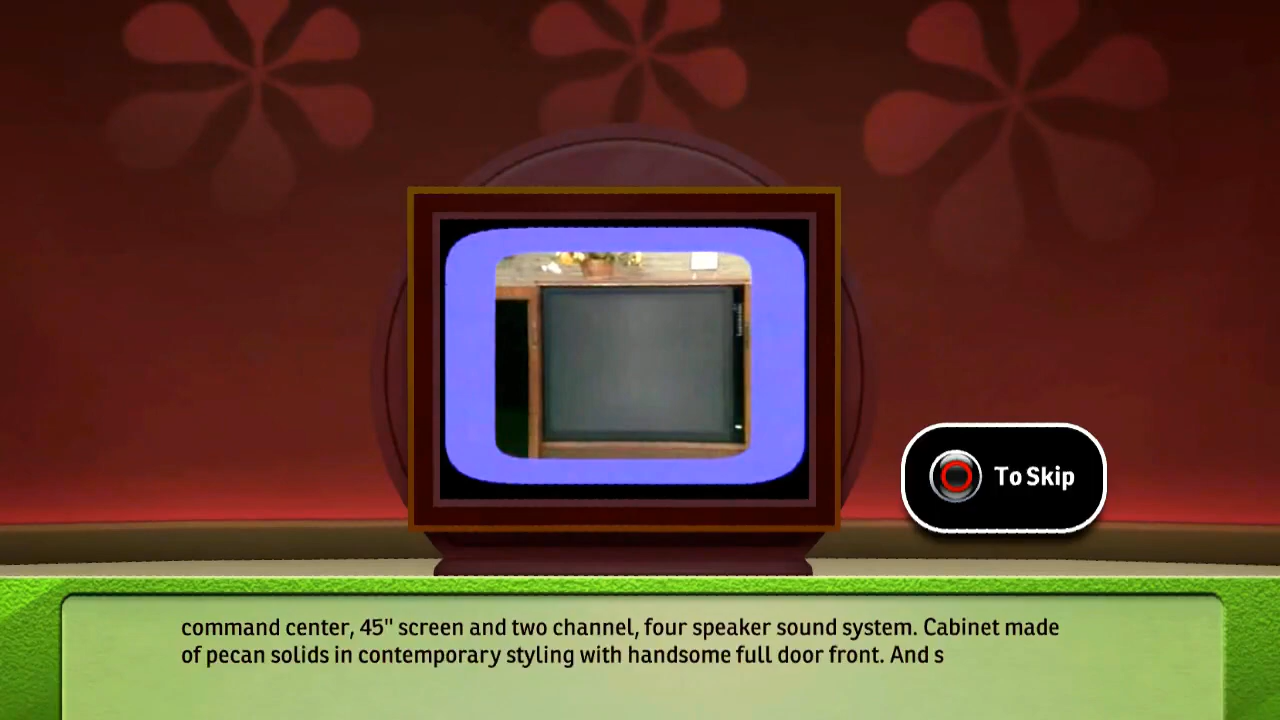 To Skip
command center, 45" screen and two channel, four speaker sound system. Cabinet made
of pecan solids in contemporary styling with handsome full door front. And s